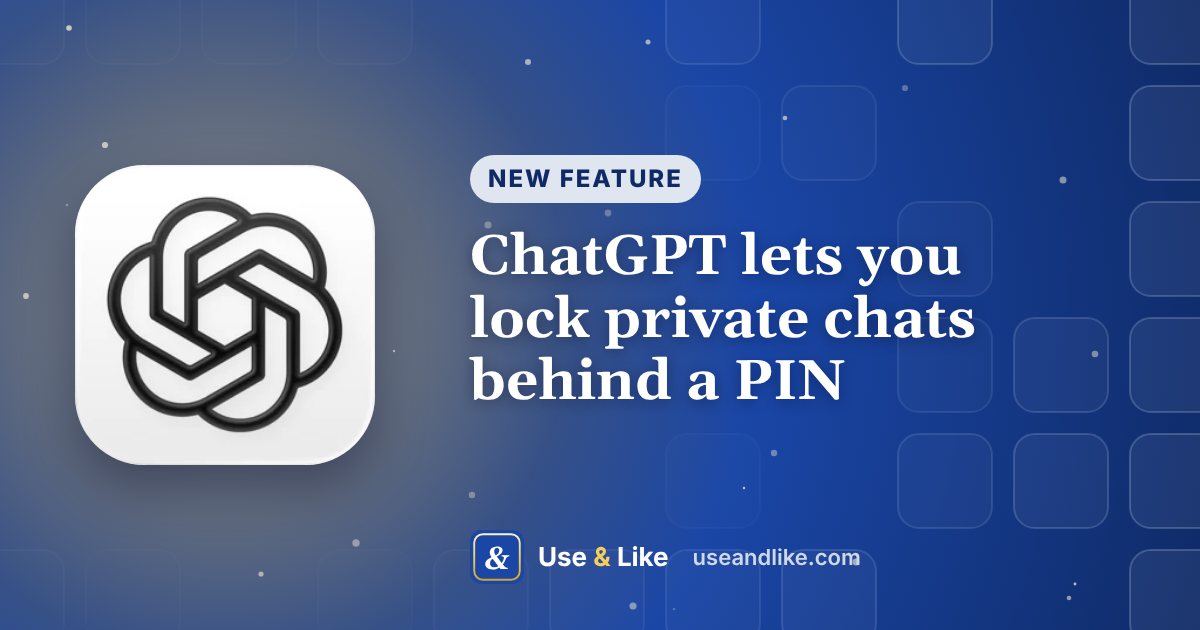 NEW FEATURE
ChatGPT lets you
lock private chats
behind a PIN
& Use & Like useandlike.com